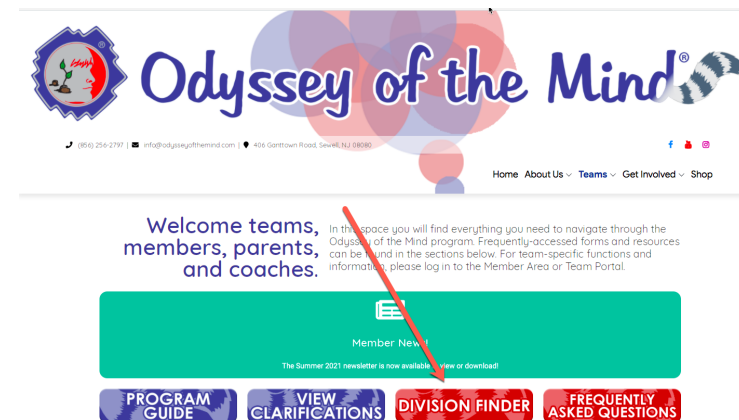 Odyssey of the Mind®
(856) 256-2797 | info@odysseyofthemind.com | 406 Ganttown Road, Sewell, NJ 08080
Home About Us Teams Get Involved Shop
Welcome teams,
members, parents,
and coaches.
In this space you will find everything you need to navigate through the
Odyssey of the Mind program. Frequently-accessed forms and resources
can be found in the sections below. For team-specific functions and
information, please log in to the Member Area or Team Portal.
Member News!
The Summer 2021 newsletter is now available view or download!
PROGRAM
GUIDE
VIEW
CLARIFICATIONS
DIVISION FINDER
FREQUENTLY
ASKED QUESTIONS